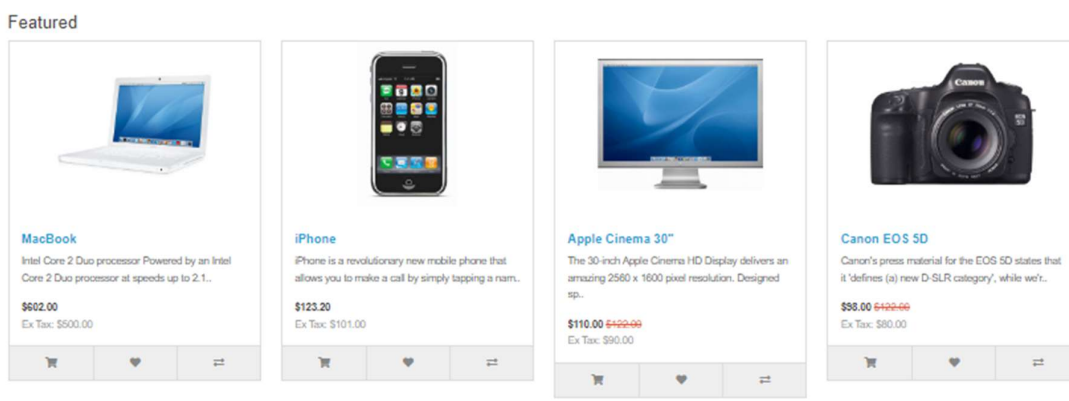 Featured
Canon
EOS
5D
MacBook
Intel Core 2 Duo processor Powered by an Intel
Core 2 Duo processor at speeds up to 2.1..
$602.00
Ex Tax: $500.00
iPhone
iPhone is a revolutionary new mobile phone that
allows you to make a call by simply tapping a nam..
$123.20
Ex Tax: $101.00
Apple Cinema 30"
The 30-inch Apple Cinema HD Display delivers an
amazing 2560 x 1600 pixel resolution. Designed
sp..
$110.00 $122.00
Ex Tax: $90.00
Canon EOS 5D
Canon's press material for the EOS 5D states that
it 'defines (a) new D-SLR category', while we'r..
$98.00 $122.00
Ex Tax: $80.00